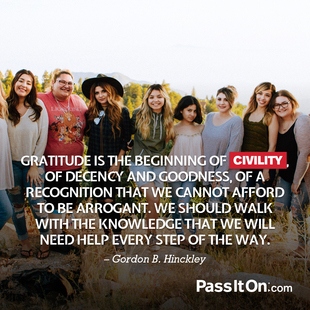 GRATITUDE IS THE BEGINNING OF CIVILITY,
OF DECENCY AND GOODNESS, OF A
RECOGNITION THAT WE CANNOT AFFORD
TO BE ARROGANT. WE SHOULD WALK
WITH THE KNOWLEDGE THAT WE WILL
NEED HELP EVERY STEP OF THE WAY.
– Gordon B. Hinckley
PassItOn.com